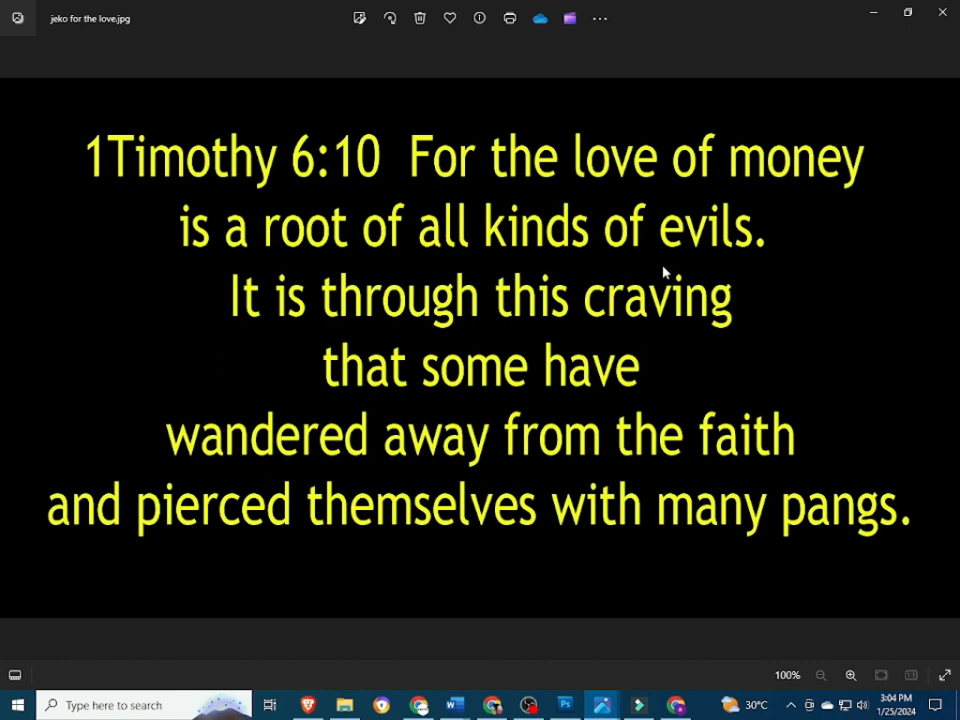 jeko for the love.jpg
1Timothy 6:10 For the love of money
is a root of all kinds of evils.
It is through this craving
that some have
wandered away from the faith
and pierced themselves with many pangs.
100%
Type here to search
30°C
3:04 PM
1/25/2024